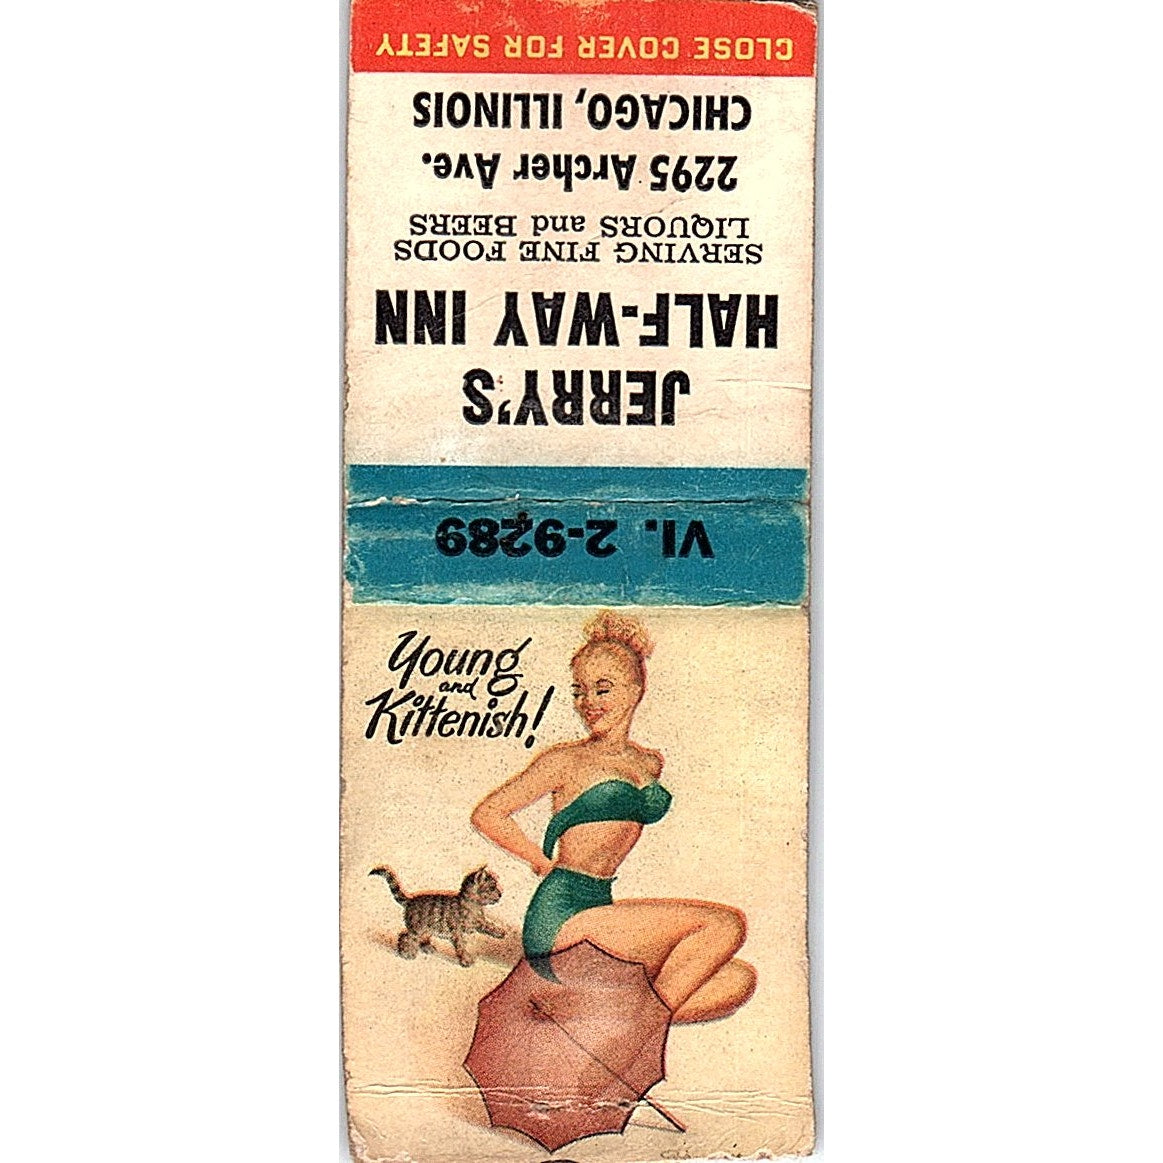 JERRY'S
HALF-WAY INN
SERVING FINE FOODS
LIQUORS and BEERS
2295 Archer Ave.
CHICAGO, ILLINOIS
CLOSE COVER FOR SAFETY
VI. 2-9289
Young
and
Kittenish!